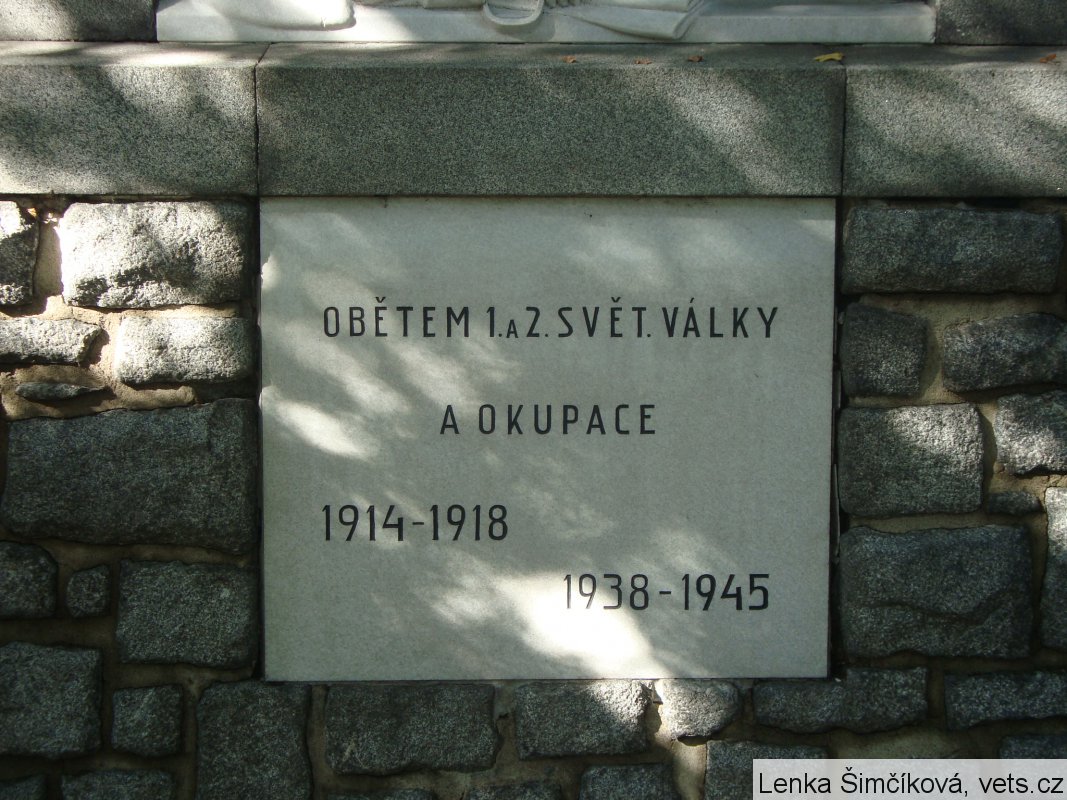 OBĚTEM 1. A 2. SVĚT. VÁLKY
A OKUPACE
1914-1918
1938-1945
Lenka Šimčíková, vets.cz